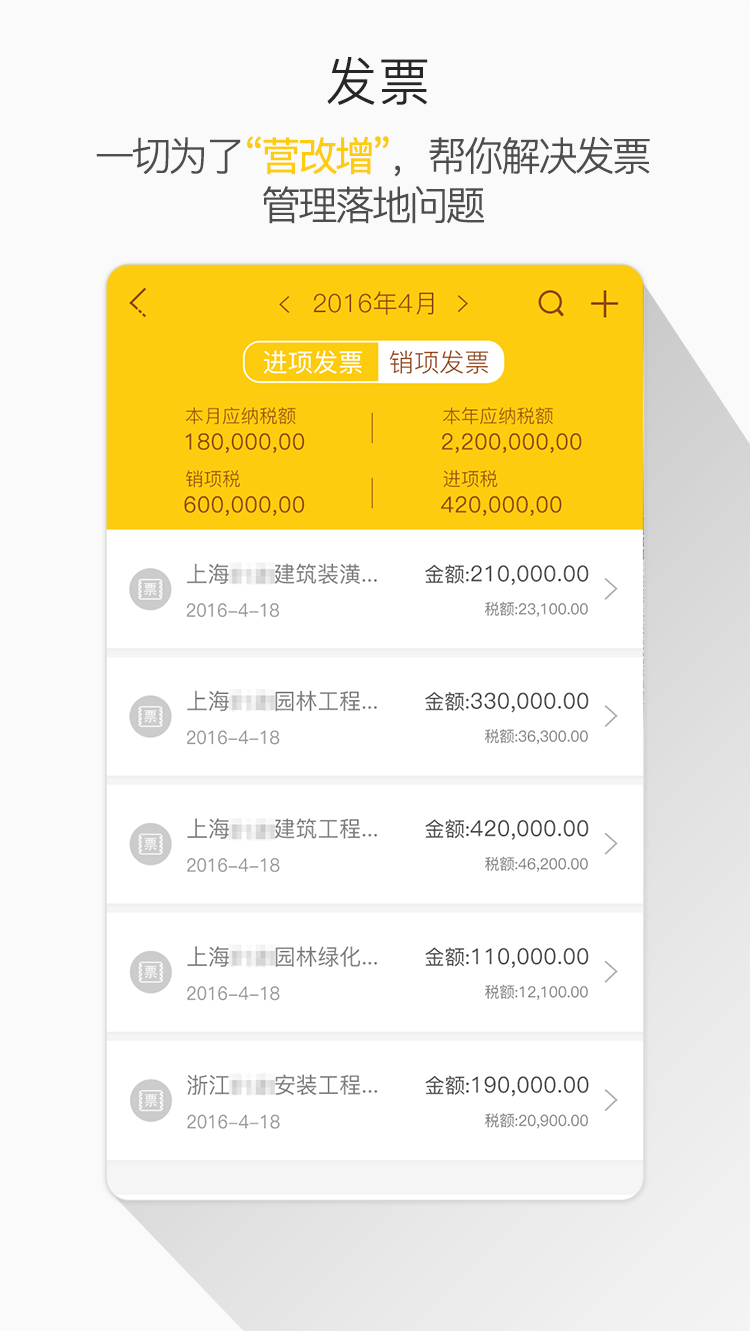 发票
一切为了“营改增”，帮你解决发票
管理落地问题
2016年4月
进项发票 销项发票
本月应纳税额 本年应纳税额
180,000,00 2,200,000,00
销项税 进项税
600,000,00 420,000,00
上海 建筑装潢... 金额:210,000.00
票
2016-4-18 税额:23,100.00
上海 园林工程... 金额:330,000.00
票
2016-4-18 税额:36,300.00
上海 建筑工程... 金额:420,000.00
票
2016-4-18 税额:46,200.00
上海 园林绿化... 金额:110,000.00
票
2016-4-18 税额:12,100.00
浙江 安装工程... 金额:190,000.00
票
2016-4-18 税额:20,900.00